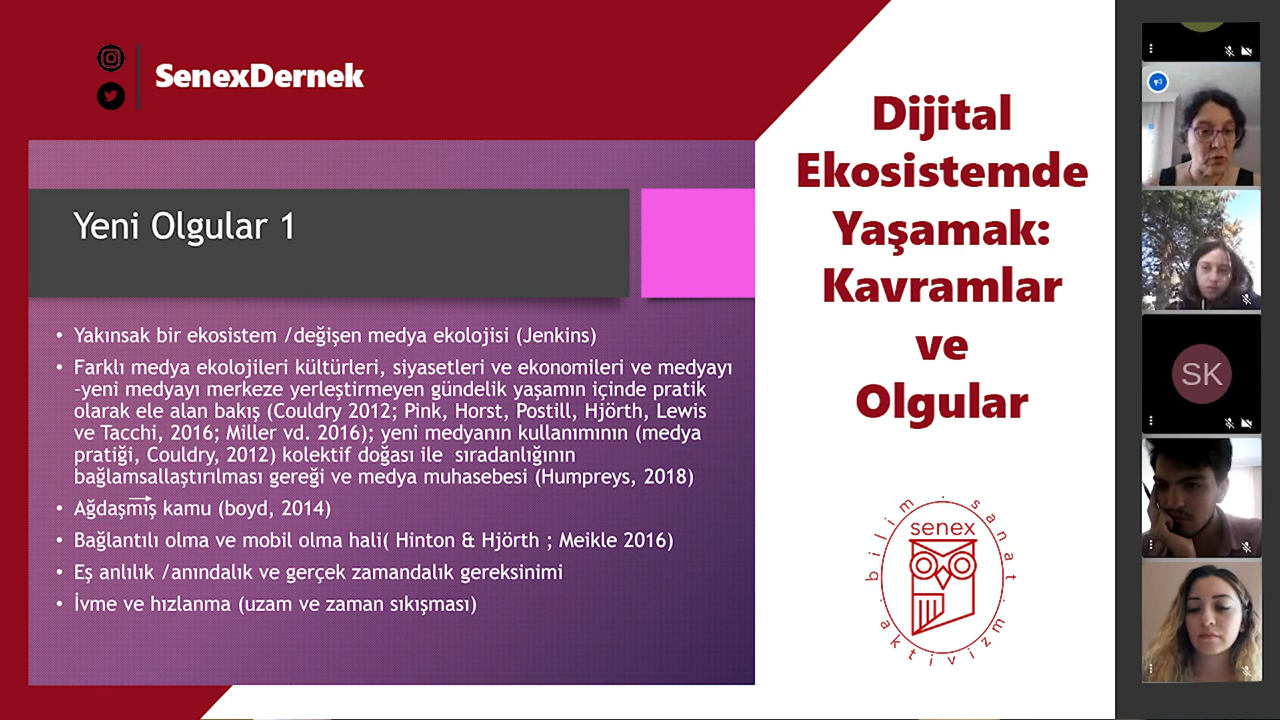 SenexDernek
Yeni Olgular 1
• Yakınsak bir ekosistem /değişen medya ekolojisi (Jenkins)
• Farklı medya ekolojileri kültürleri, siyasetleri ve ekonomileri ve medyayı
–yeni medyayı merkeze yerleştirmeyen gündelik yaşamın içinde pratik
olarak ele alan bakış (Couldry 2012; Pink, Horst, Postill, Hjörth, Lewis
ve Tacchi, 2016; Miller vd. 2016); yeni medyanın kullanımının (medya
pratiği, Couldry, 2012) kolektif doğası ile sıradanlığının
bağlamsallaştırılması gereği ve medya muhasebesi (Humpreys, 2018)
• Ağdaşmış kamu (boyd, 2014)
• Bağlantılı olma ve mobil olma hali( Hinton & Hjörth ; Meikle 2016)
• Eş anlılık /anındalık ve gerçek zamandalık gereksinimi
• İvme ve hızlanma (uzam ve zaman sıkışması)
Dijital
Ekosistemde
Yaşamak:
Kavramlar
ve
Olgular
bilim . sanat . aktivizm .
senex
SK